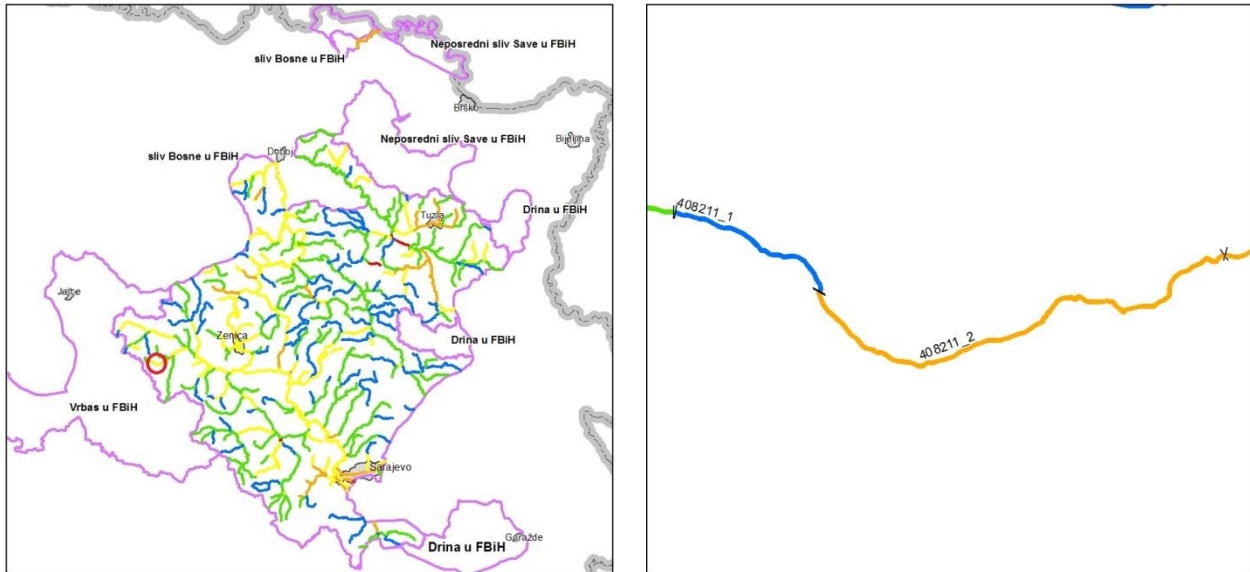 Neposredni sliv Save u FBiH
sliv Bosne u FBiH
Brčko
Bijeljina
Neposredni sliv Save u FBiH
sliv Bosne u FBiH
Doboj
Drina u FBiH
Tuzla
Jajce
Zenica
Drina u FBiH
Vrbas u FBiH
Sarajevo
Drina u FBiH
Goražde
408211_1
408211_2